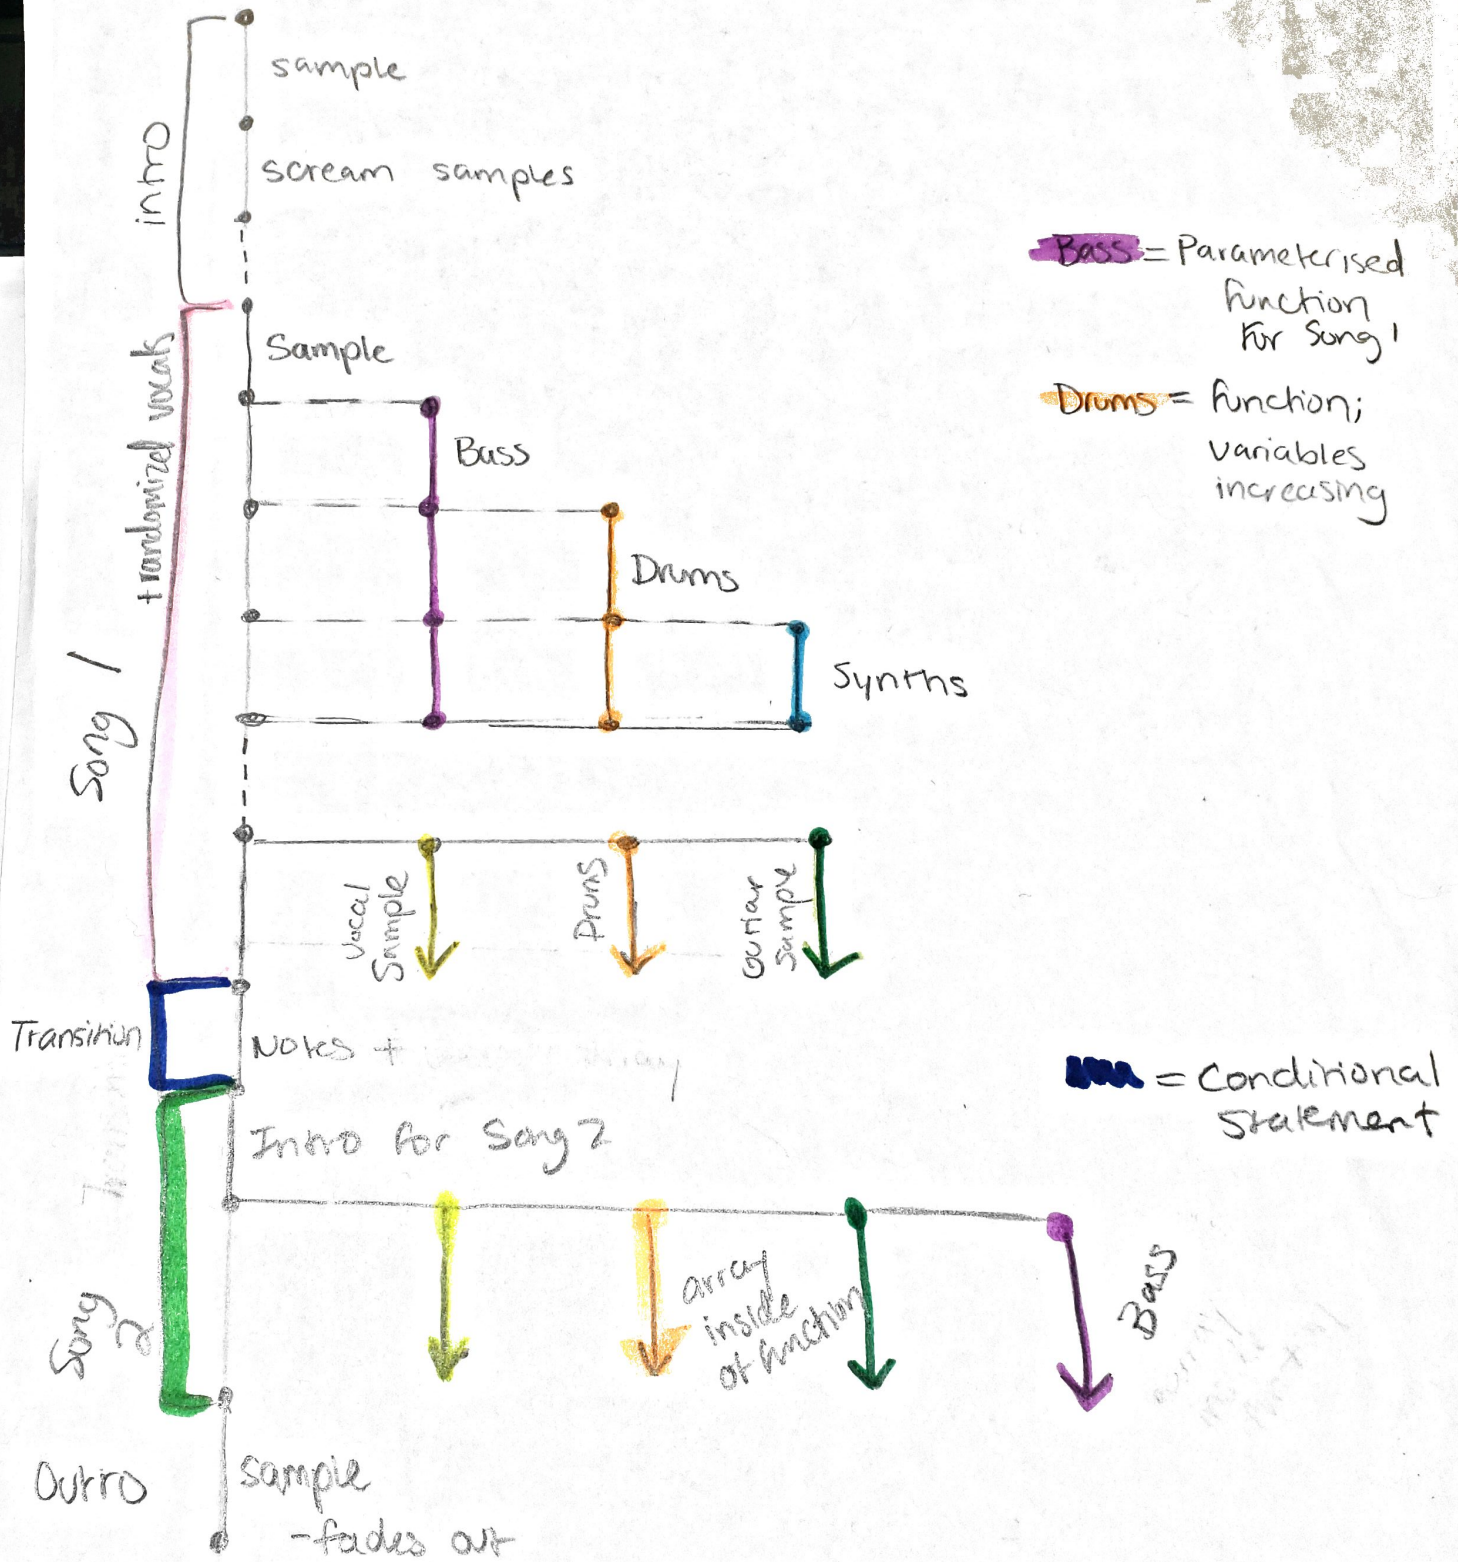 intro
sample
scream samples
Bass = Parameterised
function
for Song 1
Sample
+randomized vocals
Drums = function;
variables
increasing
Bass
Drums
Song 1
Synths
Vocal
Sample
Drums
Guitar
Sample
Transition
Notes +
= Conditional
Statement
Intro for Song 2
Song
2
array
inside
of function
Bass
Outro
sample
-fades out